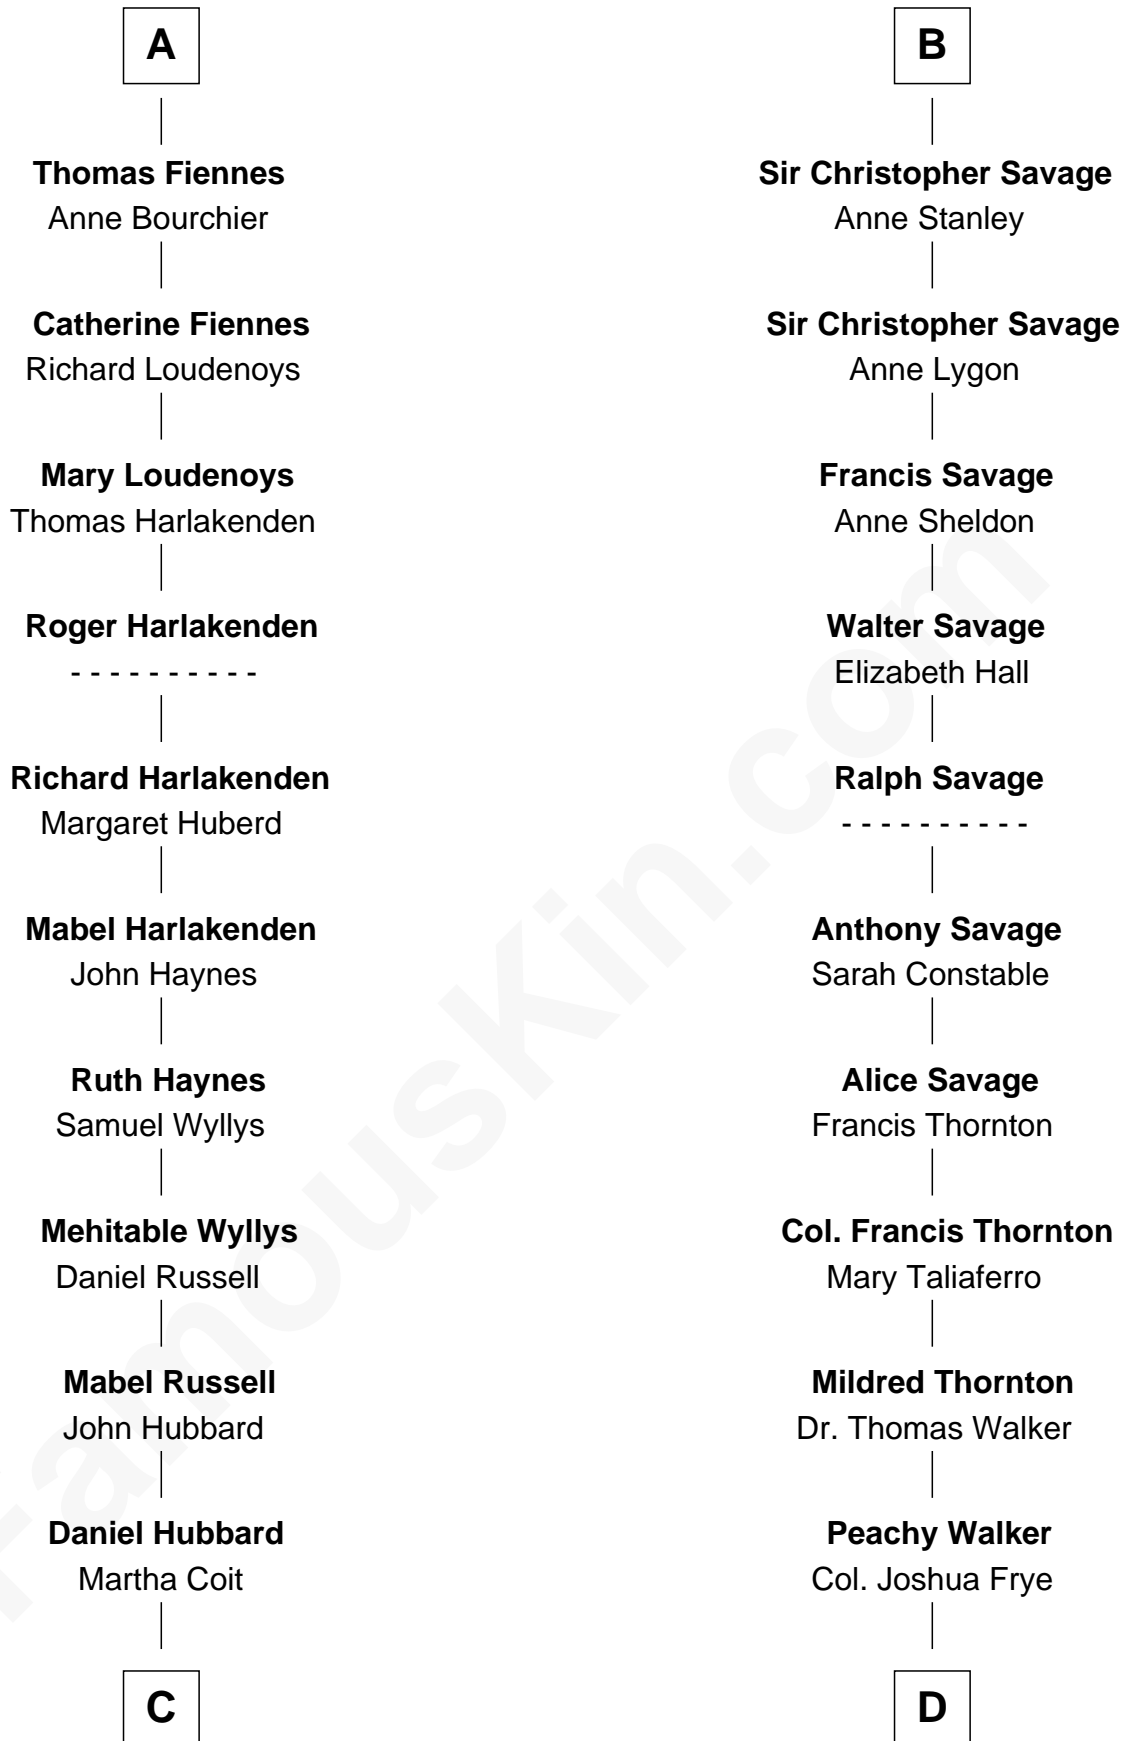 A
Thomas Fiennes
Anne Bourchier
Catherine Fiennes
Richard Loudenoys
Mary Loudenoys
Thomas Harlakenden
Roger Harlakenden
- - - - - - - - - -
Richard Harlakenden
Margaret Huberd
Mabel Harlakenden
John Haynes
Ruth Haynes
Samuel Wyllys
Mehitable Wyllys
Daniel Russell
Mabel Russell
John Hubbard
Daniel Hubbard
Martha Coit
C
B
Sir Christopher Savage
Anne Stanley
Sir Christopher Savage
Anne Lygon
Francis Savage
Anne Sheldon
Walter Savage
Elizabeth Hall
Ralph Savage
- - - - - - - - - -
Anthony Savage
Sarah Constable
Alice Savage
Francis Thornton
Col. Francis Thornton
Mary Taliaferro
Mildred Thornton
Dr. Thomas Walker
Peachy Walker
Col. Joshua Frye
D
FamousKin.com